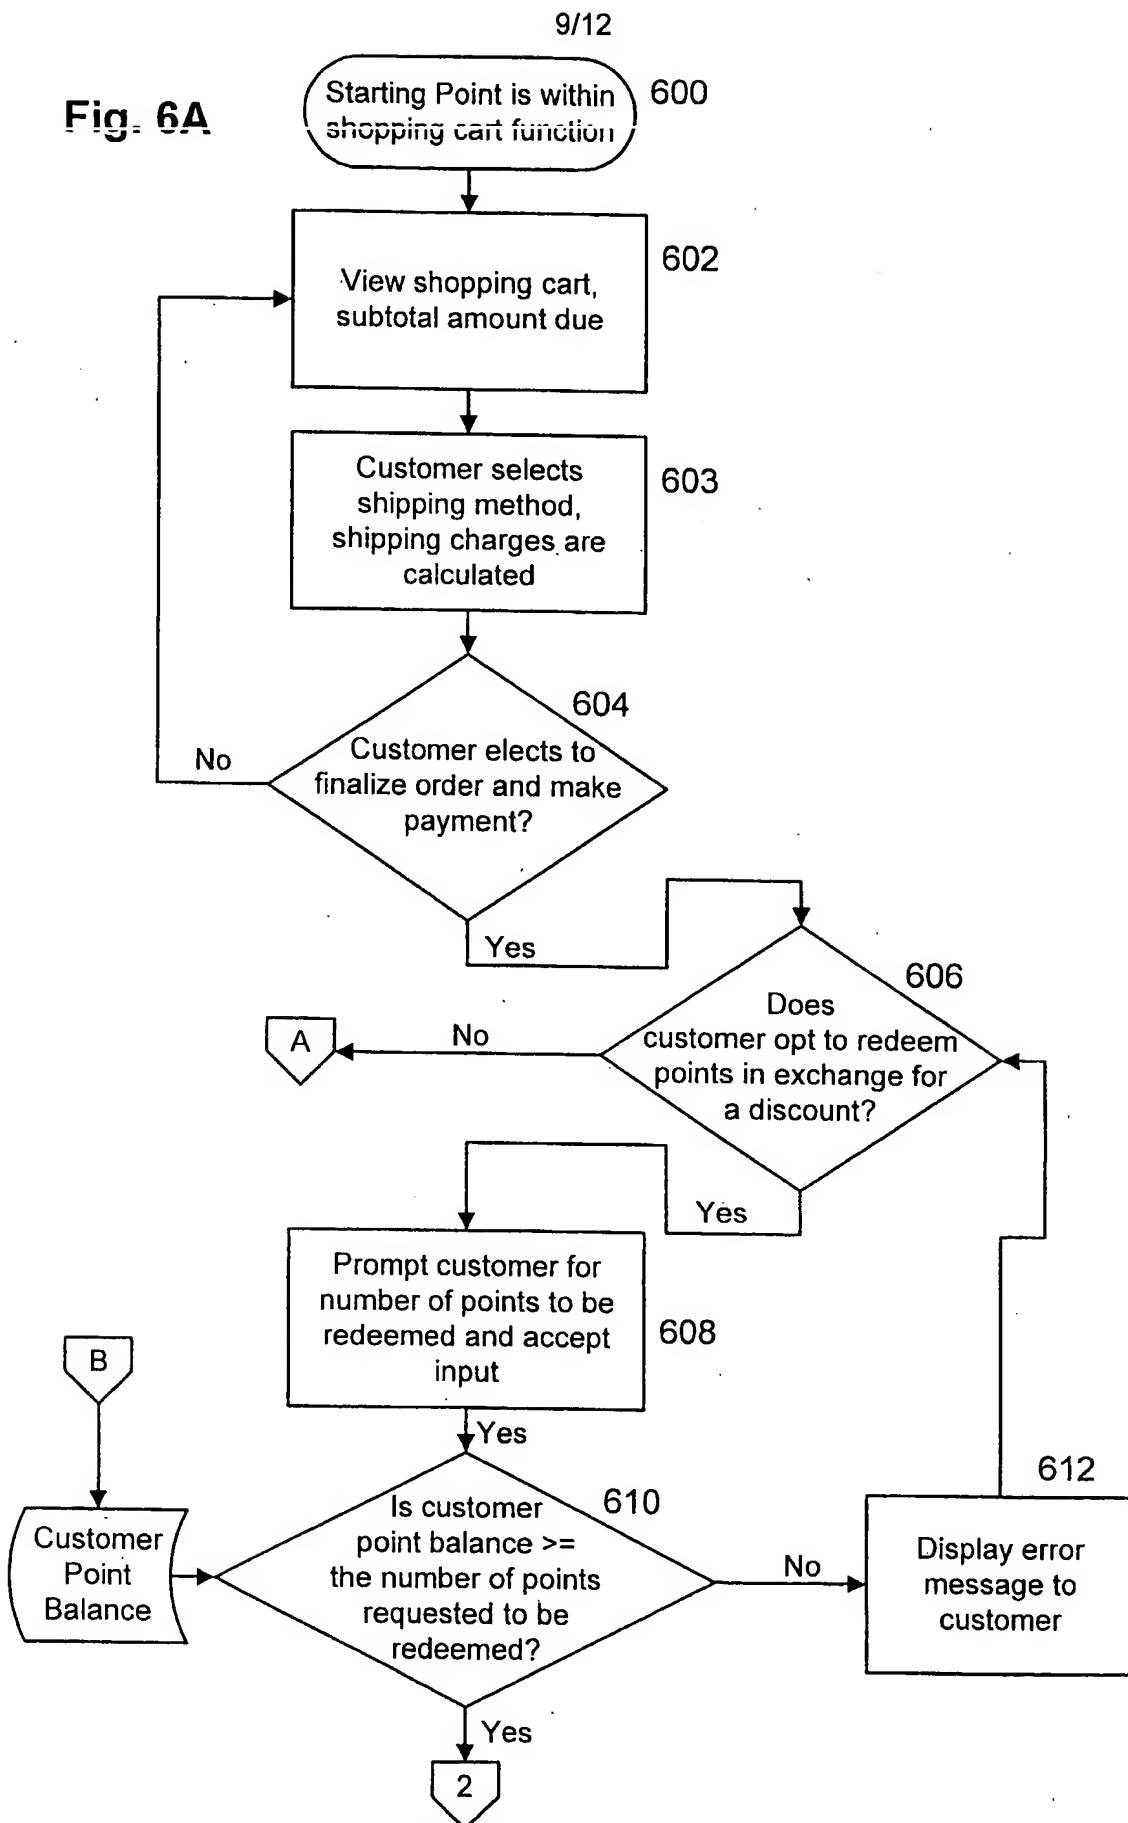 9/12
Fig. 6A
Starting Point is within
shopping cart function
600
View shopping cart,
subtotal amount due
602
Customer selects
shipping method,
shipping charges are
calculated
603
604
Customer elects to
finalize order and make
payment?
No
Yes
606
Does
customer opt to redeem
points in exchange for
a discount?
No
A
Yes
Prompt customer for
number of points to be
redeemed and accept
input
608
B
Yes
Customer
Point
Balance
610
Is customer
point balance >=
the number of points
requested to be
redeemed?
No
612
Display error
message to
customer
Yes
2